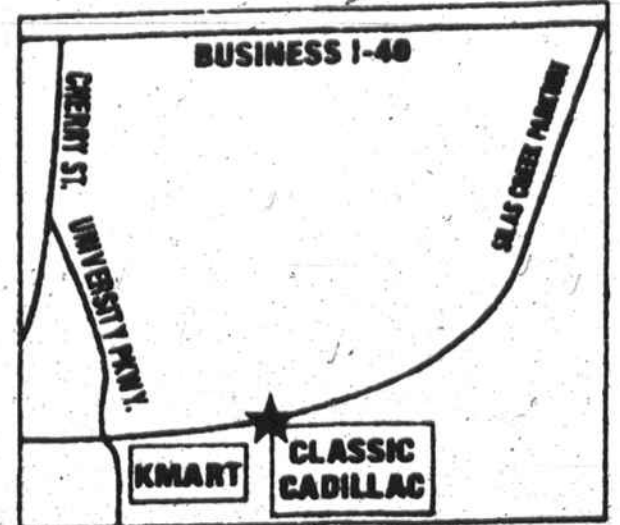 BUSINESS I-40
CHERRY ST.
SILAS CREEK PARKWAY
UNIVERSITY PKWY.
KMART
CLASSIC
CADILLAC